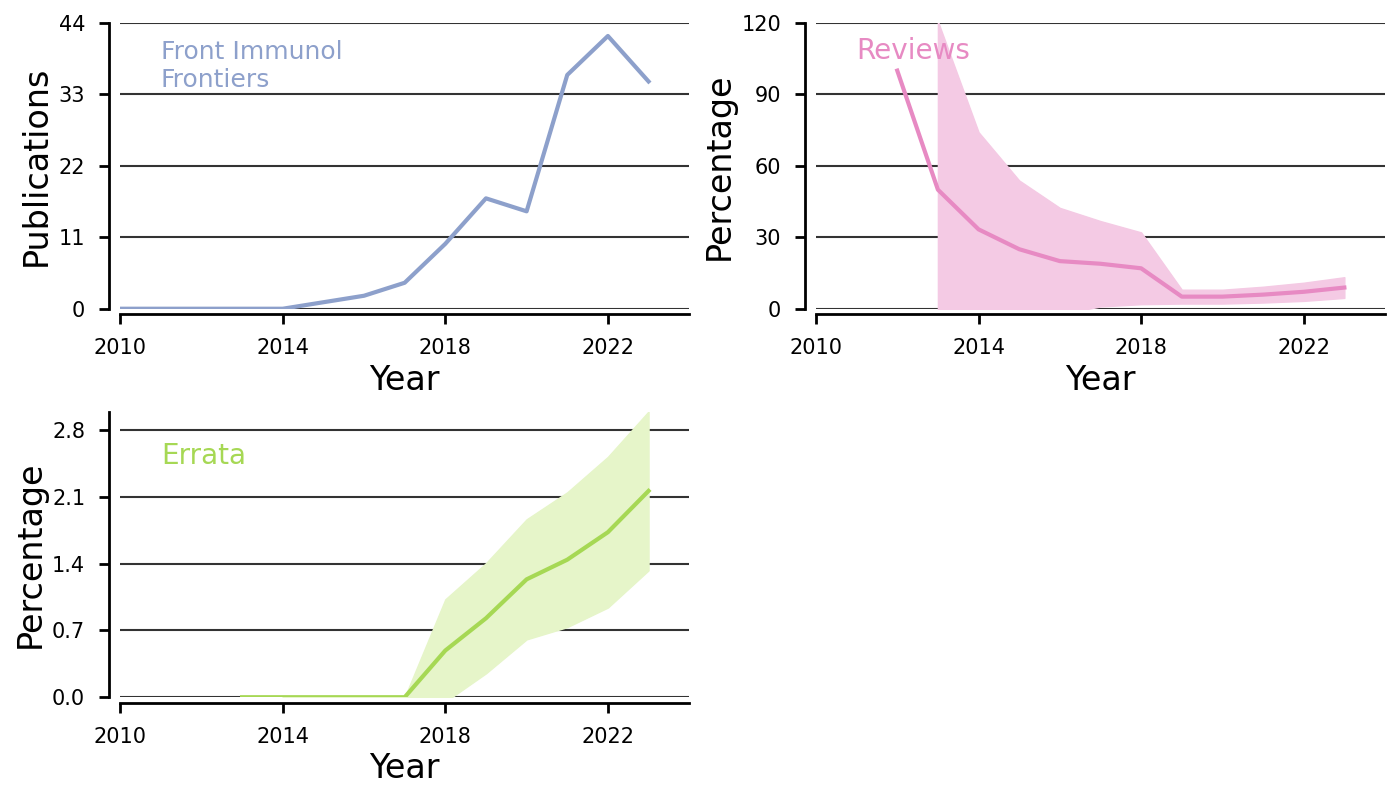 44
33
22
11
0
Publications
Front Immunol
Frontiers
2010 2014 2018 2022
Year
120
90
60
30
0
Percentage
Reviews
2010 2014 2018 2022
Year
2.8
2.1
1.4
0.7
0.0
Percentage
Errata
2010 2014 2018 2022
Year